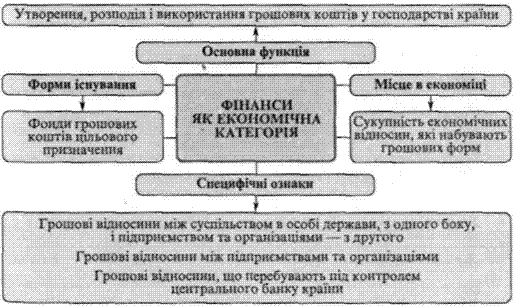 Утворення, розподіл і використання грошових коштів у господарстві країни
Основна функція
Форми існування
Місце в економіці
ФІНАНСИ
ЯК ЕКОНОМІЧНА
КАТЕГОРІЯ
Фонди грошових
коштів цільового
призначення
Сукупність економічних
відносин, які набувають
грошових форм
Специфічні ознаки
Грошові відносини між суспільством в особі держави, з одного боку,
і підприємством та організаціями — з другого
Грошові відносини між підприємствами та організаціями
Грошові відносини, що перебувають під контролем
центрального банку країни